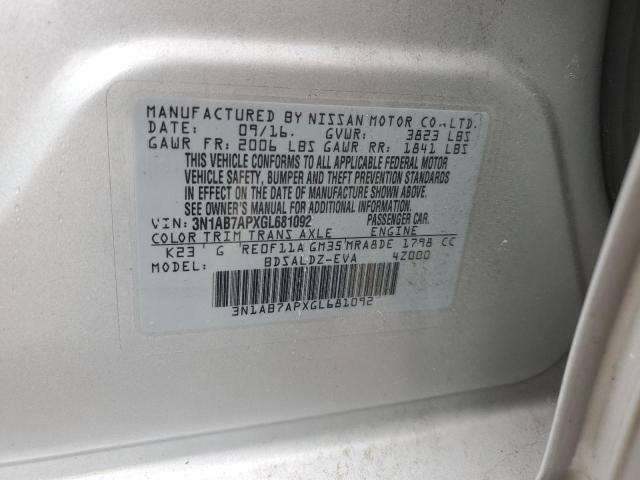 MANUFACTURED BY NISSAN MOTOR CO.,LTD.
DATE: 09/16. GVWR: 3823 LBS
GAWR FR: 2006 LBS GAWR RR: 1841 LBS
THIS VEHICLE CONFORMS TO ALL APPLICABLE FEDERAL MOTOR
VEHICLE SAFETY, BUMPER AND THEFT PREVENTION STANDARDS
IN EFFECT ON THE DATE OF MANUFACTURE SHOWN ABOVE.
SEE OWNER'S MANUAL FOR ADDITIONAL INFORMATION.
VIN: 3N1AB7APXGL681092 PASSENGER CAR.
COLOR TRIM TRANS AXLE ENGINE
K23 G RE0F11A GM35 MRA8DE 1798 CC
MODEL: BDSALDZ-EVA 4Z000
3N1AB7APXGL681092